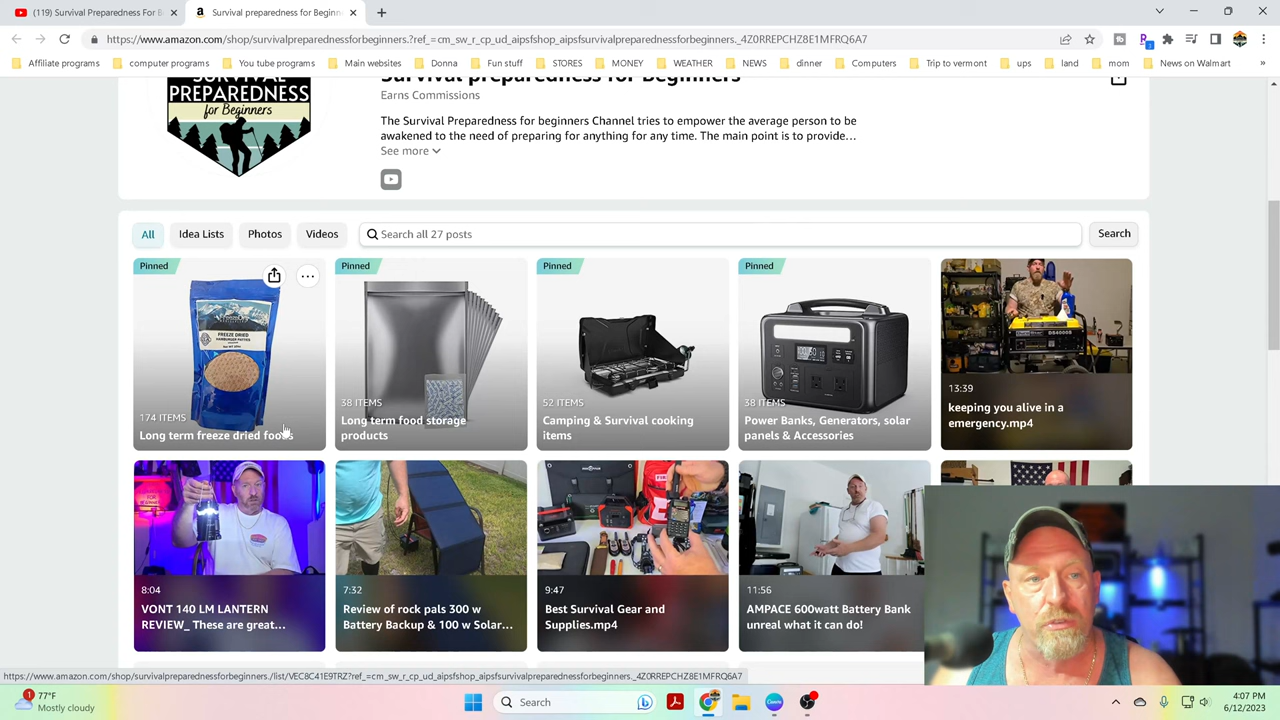 (119) Survival Preparedness For B
Survival preparedness for Beginn
https://www.amazon.com/shop/survivalpreparednessforbeginners.?ref_=cm_sw_r_cp_ud_aipsfshop_aipsfsurvivalpreparednessforbeginners._4Z0RREPCHZ8E1MFRQ6A7
Affiliate programs
computer programs
You tube programs
Main websites
Donna
Fun stuff
STORES
MONEY
WEATHER
NEWS
dinner
Computers
Trip to vermont
ups
land
mom
News on Walmart
»
SURVIVAL
PREPAREDNESS
for Beginners
Survival preparedness for Beginners
Earns Commissions
The Survival Preparedness for beginners Channel tries to empower the average person to be
awakened to the need of preparing for anything for any time. The main point is to provide…
See more
All
Idea Lists
Photos
Videos
Search all 27 posts
Search
Pinned
FREEZE DRIED
HAMBURGER PATTIES
174 ITEMS
Long term freeze dried foods
Pinned
38 ITEMS
Long term food storage
products
Pinned
52 ITEMS
Camping & Survival cooking
items
Pinned
38 ITEMS
Power Banks, Generators, solar
panels & Accessories
13:39
keeping you alive in a
emergency.mp4
8:04
VONT 140 LM LANTERN
REVIEW_ These are great…
7:32
Review of rock pals 300 w
Battery Backup & 100 w Solar…
9:47
Best Survival Gear and
Supplies.mp4
11:56
AMPACE 600watt Battery Bank
unreal what it can do!
https://www.amazon.com/shop/survivalpreparednessforbeginners./list/VEC8C41E9TRZ?ref_=cm_sw_r_cp_ud_aipsfshop_aipsfsurvivalpreparednessforbeginners._4Z0RREPCHZ8E1MFRQ6A7
1
77°F
Mostly cloudy
Search
4:07 PM
6/12/2023